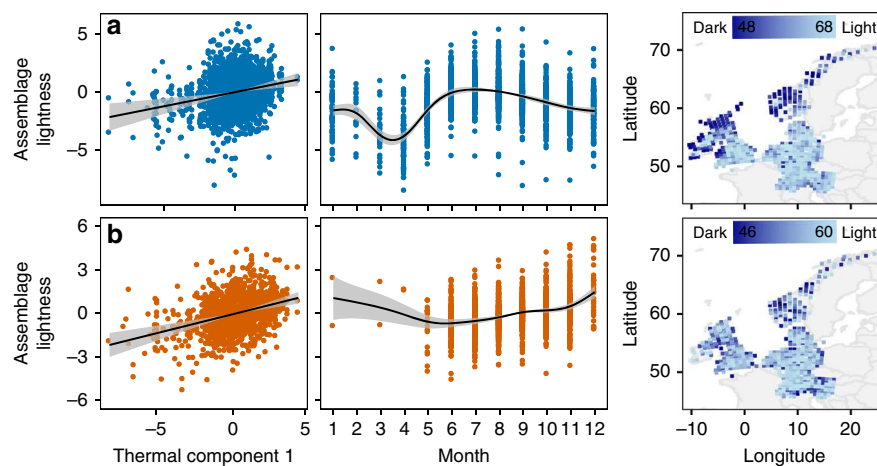 a
Assemblage
lightness
5
0
−5
Dark 48 68 Light
Latitude
70
60
50
b
Assemblage
lightness
6
3
0
−3
−6
−5 0 5
Thermal component 1
1 2 3 4 5 6 7 8 9 10 11 12
Month
Dark 46 60 Light
Latitude
70
60
50
−10 0 10 20
Longitude